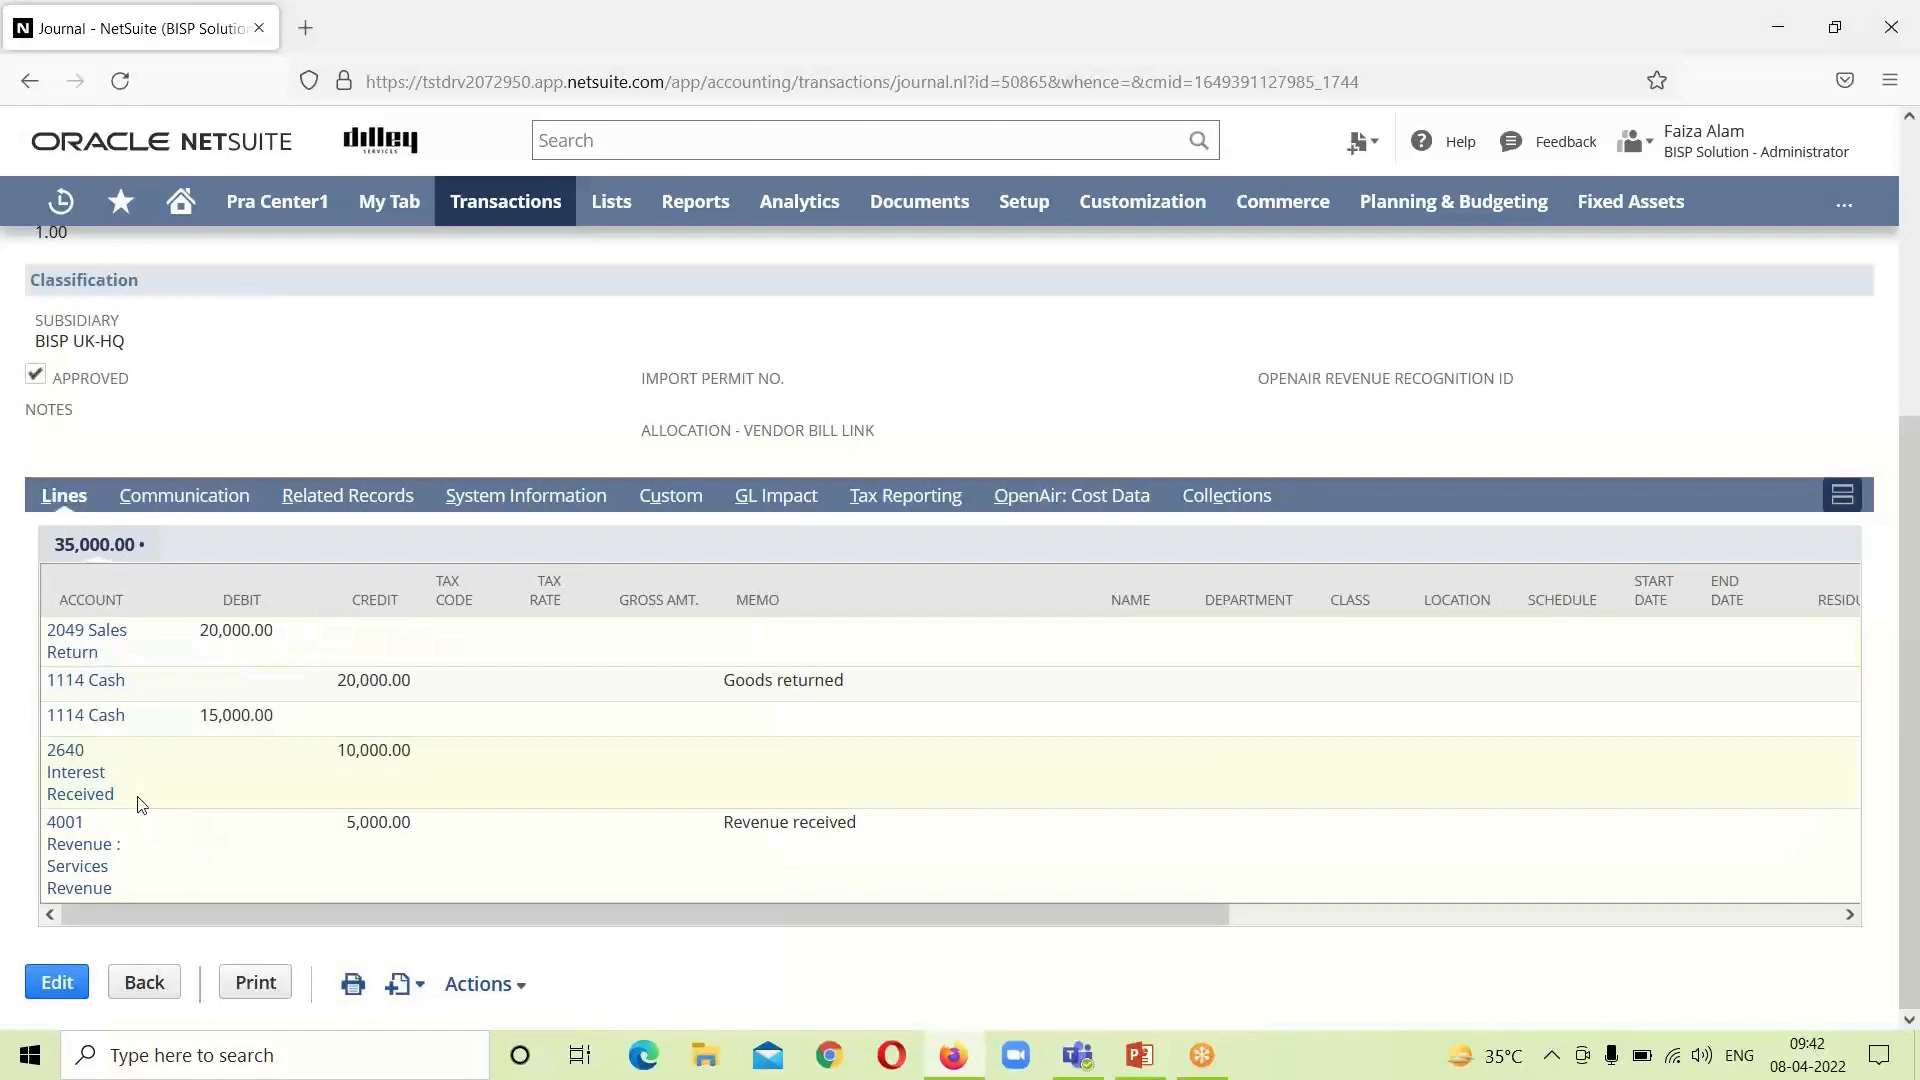 Journal - NetSuite (BISP Solutio
https://tstdrv2072950.app.netsuite.com/app/accounting/transactions/journal.nl?id=50865&whence=&cmid=1649391127985_1744
ORACLE NETSUITE
dilley
SERVICES
Search
Help
Feedback
Faiza Alam
BISP Solution - Administrator
Pra Center1 My Tab Transactions Lists Reports Analytics Documents Setup Customization Commerce Planning & Budgeting Fixed Assets ...
1.00
Classification
SUBSIDIARY
BISP UK-HQ
APPROVED IMPORT PERMIT NO. OPENAIR REVENUE RECOGNITION ID
NOTES
ALLOCATION - VENDOR BILL LINK
Lines Communication Related Records System Information Custom GL Impact Tax Reporting OpenAir: Cost Data Collections
35,000.00 •
ACCOUNT DEBIT CREDIT TAX CODE TAX RATE GROSS AMT. MEMO NAME DEPARTMENT CLASS LOCATION SCHEDULE START DATE END DATE RESIDU
2049 Sales 20,000.00
Return
1114 Cash 20,000.00 Goods returned
1114 Cash 15,000.00
2640 10,000.00
Interest
Received
4001 5,000.00 Revenue received
Revenue :
Services
Revenue
Edit Back Print Actions
Type here to search
35°C
ENG
09:42
08-04-2022